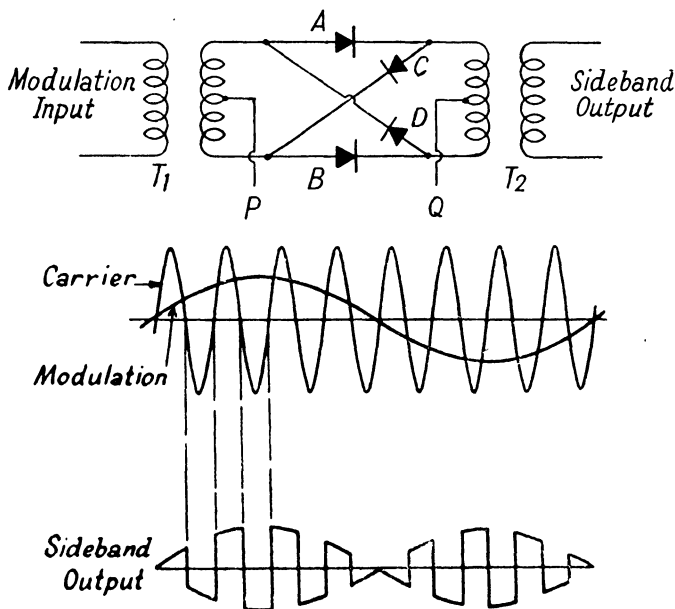 A
C
Modulation
Input
Sideband
Output
D
B
T1
T2
P
Q
Carrier
Modulation
Sideband
Output